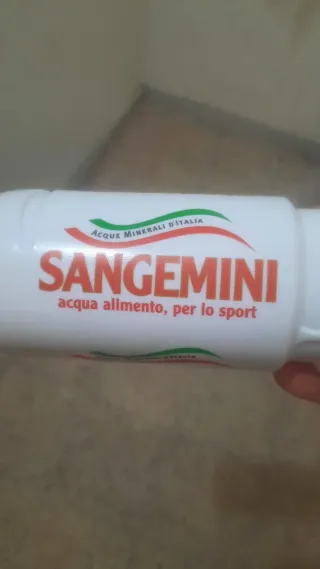 ACQUE MINERALI D'ITALIA
SANGEMINI
acqua alimento, per lo sport